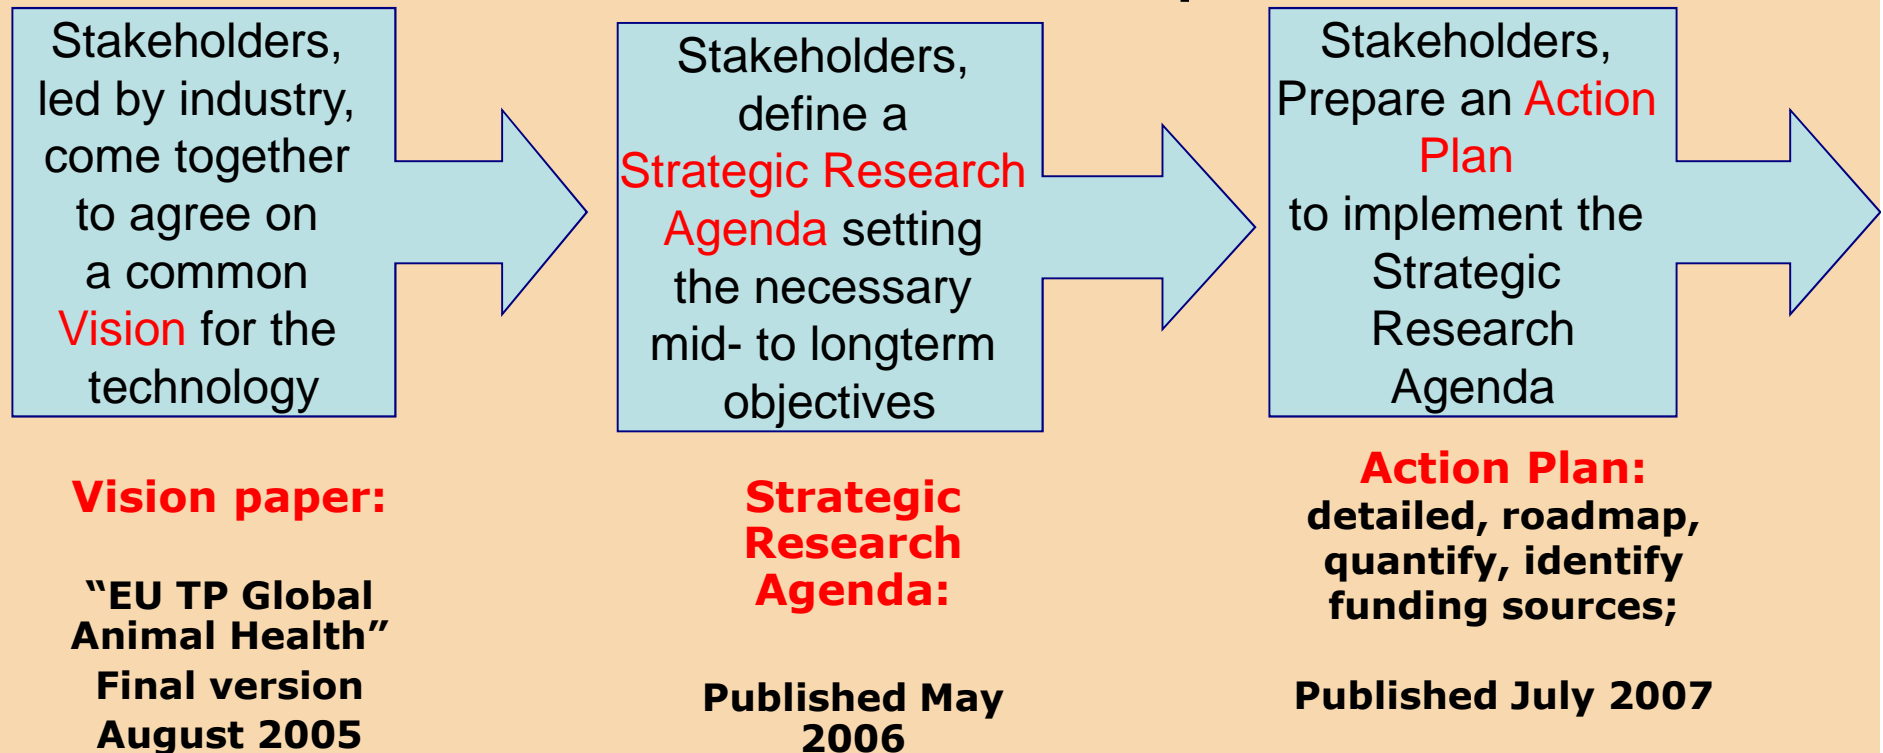 Stakeholders,
led by industry,
come together
to agree on
a common
Vision for the
technology
Stakeholders,
define a
Strategic Research
Agenda setting
the necessary
mid- to longterm
objectives
Stakeholders,
Prepare an Action
Plan
to implement the
Strategic
Research
Agenda
Vision paper:
“EU TP Global
Animal Health”
Final version
August 2005
Strategic
Research
Agenda:
Published May
2006
Action Plan:
detailed, roadmap,
quantify, identify
funding sources;
Published July 2007